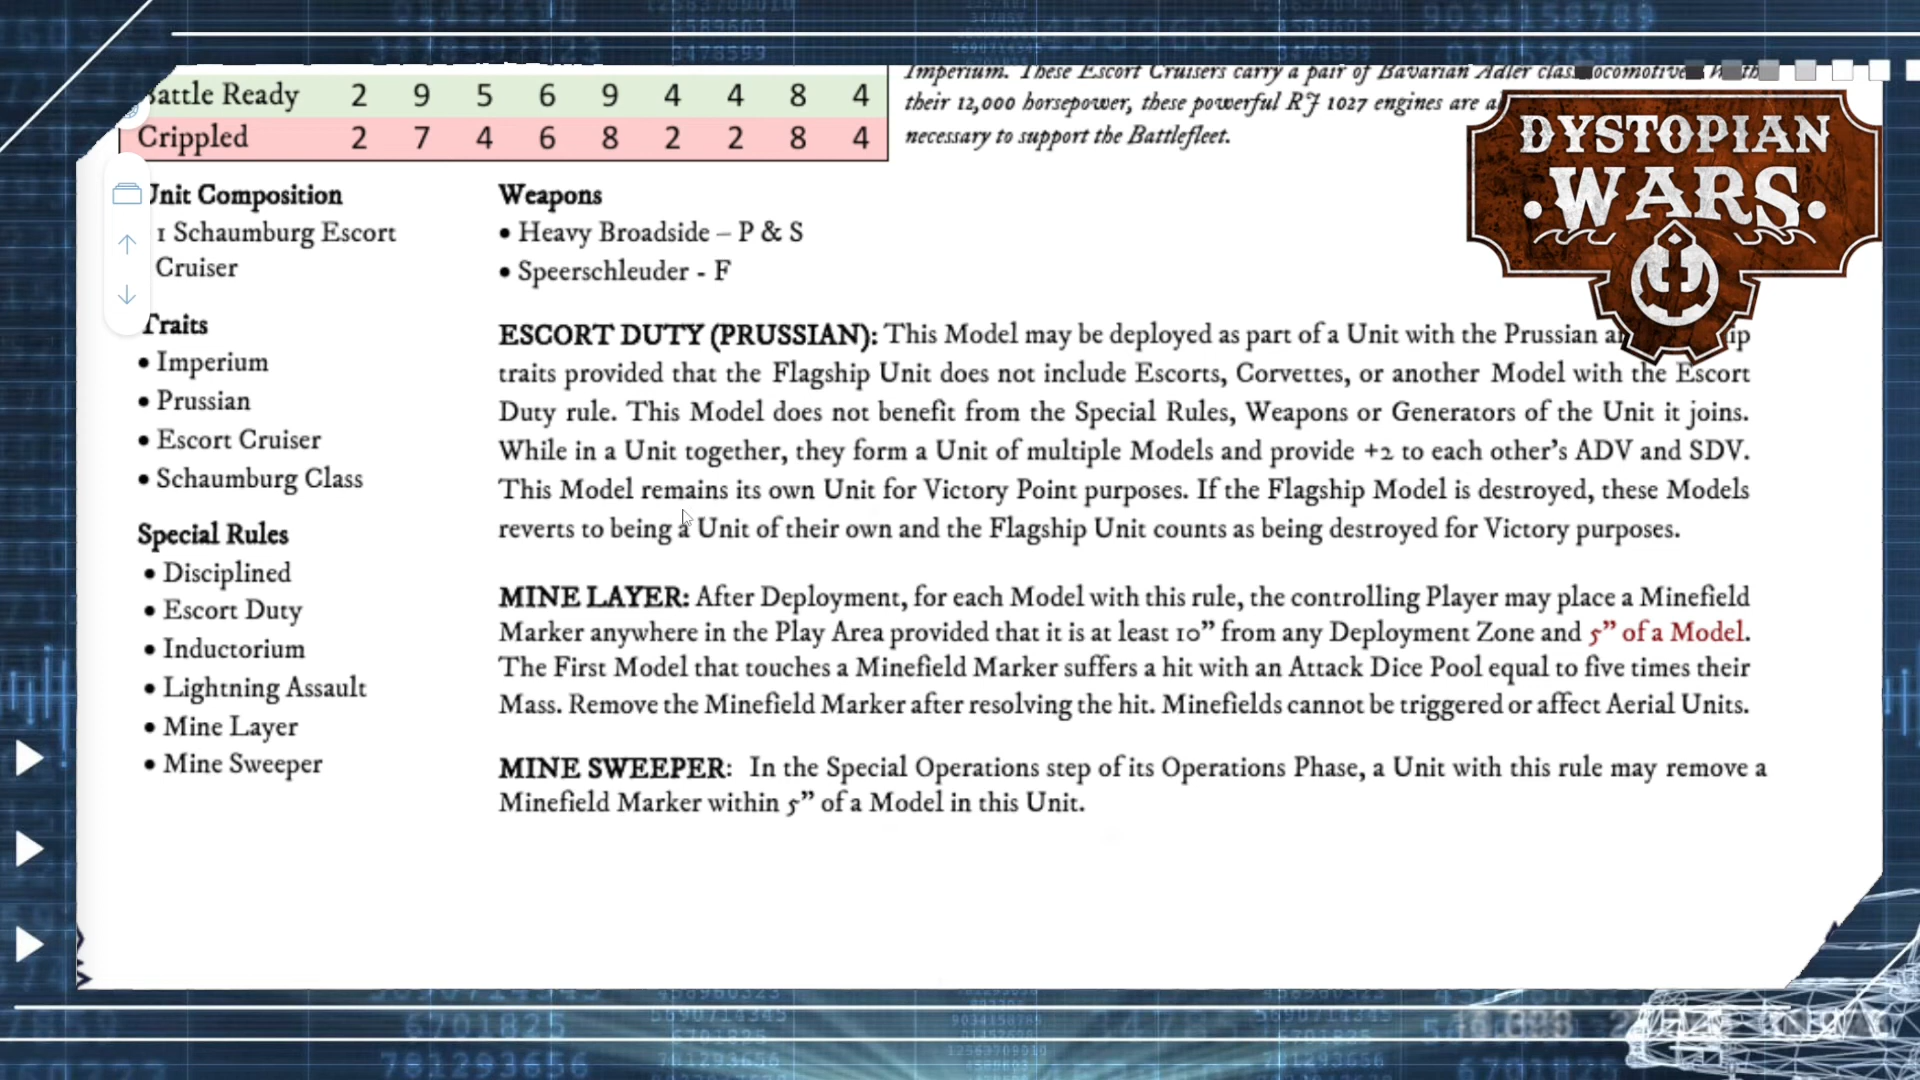 Imperium. These Escort Cruisers carry a pair of Bavarian Adler class
their 12,000 horsepower, these powerful RJ 1027 engines are
necessary to support the Battlefleet.
DYSTOPIAN
WARS
Battle Ready 2 9 5 6 9 4 4 8 4
Crippled 2 7 4 6 8 2 2 8 4
Unit Composition
1 Schaumburg Escort
Cruiser
Traits
• Imperium
• Prussian
• Escort Cruiser
• Schaumburg Class
Special Rules
• Disciplined
• Escort Duty
• Inductorium
• Lightning Assault
• Mine Layer
• Mine Sweeper
Weapons
• Heavy Broadside – P & S
• Speerschleuder - F
ESCORT DUTY (PRUSSIAN): This Model may be deployed as part of a Unit with the Prussian
traits provided that the Flagship Unit does not include Escorts, Corvettes, or another Model with the Escort
Duty rule. This Model does not benefit from the Special Rules, Weapons or Generators of the Unit it joins.
While in a Unit together, they form a Unit of multiple Models and provide +2 to each other’s ADV and SDV.
This Model remains its own Unit for Victory Point purposes. If the Flagship Model is destroyed, these Models
reverts to being a Unit of their own and the Flagship Unit counts as being destroyed for Victory purposes.
MINE LAYER: After Deployment, for each Model with this rule, the controlling Player may place a Minefield
Marker anywhere in the Play Area provided that it is at least 10” from any Deployment Zone and 5” of a Model.
The First Model that touches a Minefield Marker suffers a hit with an Attack Dice Pool equal to five times their
Mass. Remove the Minefield Marker after resolving the hit. Minefields cannot be triggered or affect Aerial Units.
MINE SWEEPER: In the Special Operations step of its Operations Phase, a Unit with this rule may remove a
Minefield Marker within 5” of a Model in this Unit.
6701825
781293656